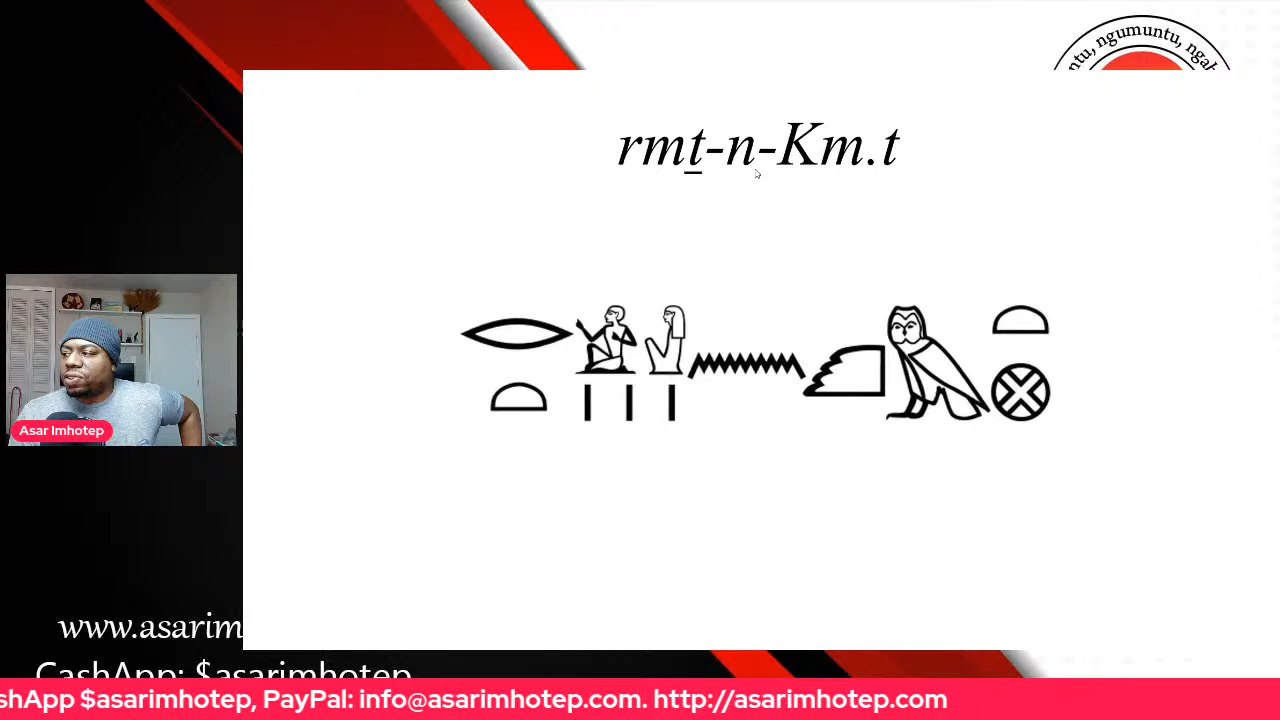 ntu, ngumuntu, ngab
rmṯ-n-Km.t
𓂋𓏏𓀀𓁐𓏪𓈖𓆎𓅓𓏏𓊖
Asar Imhotep
www.asarim
CashApp: $asarimhotep
shApp $asarimhotep, PayPal: info@asarimhotep.com. http://asarimhotep.com